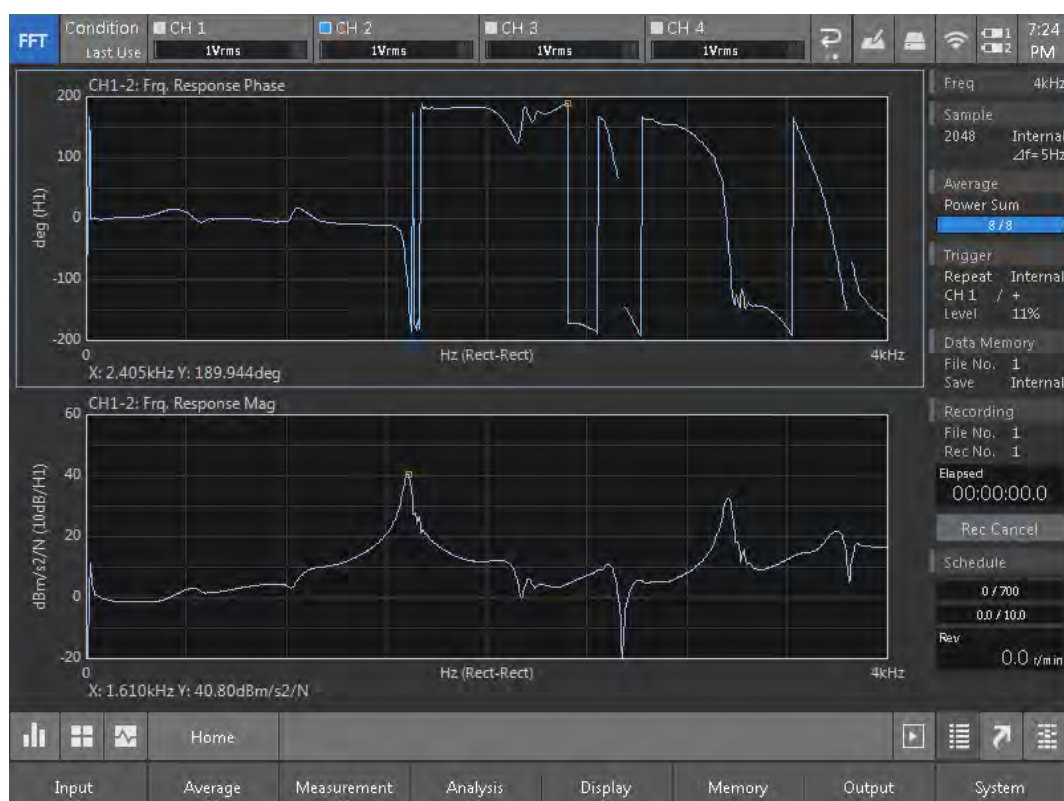 FFT
Condition
Last Use
CH 1
1Vrms
CH 2
1Vrms
CH 3
1Vrms
CH 4
1Vrms
1
2
7:24
PM
CH1-2: Frq. Response Phase
200
100
0
-100
-200
deg (H1)
0
Hz (Rect-Rect)
4kHz
X: 2.405kHz Y: 189.944deg
CH1-2: Frq. Response Mag
60
40
20
0
-20
dBm/s2/N (10dB/H1)
0
Hz (Rect-Rect)
4kHz
X: 1.610kHz Y: 40.80dBm/s2/N
Freq 4kHz
Sample
2048 Internal
⊿f= 5Hz
Average
Power Sum
8 / 8
Trigger
Repeat Internal
CH 1 / +
Level 11%
Data Memory
File No. 1
Save Internal
Recording
File No. 1
Rec No. 1
Elapsed
00:00:00.0
Rec Cancel
Schedule
0 / 700
0.0 / 10.0
Rev
0.0 r/min
Home
Input Average Measurement Analysis Display Memory Output System